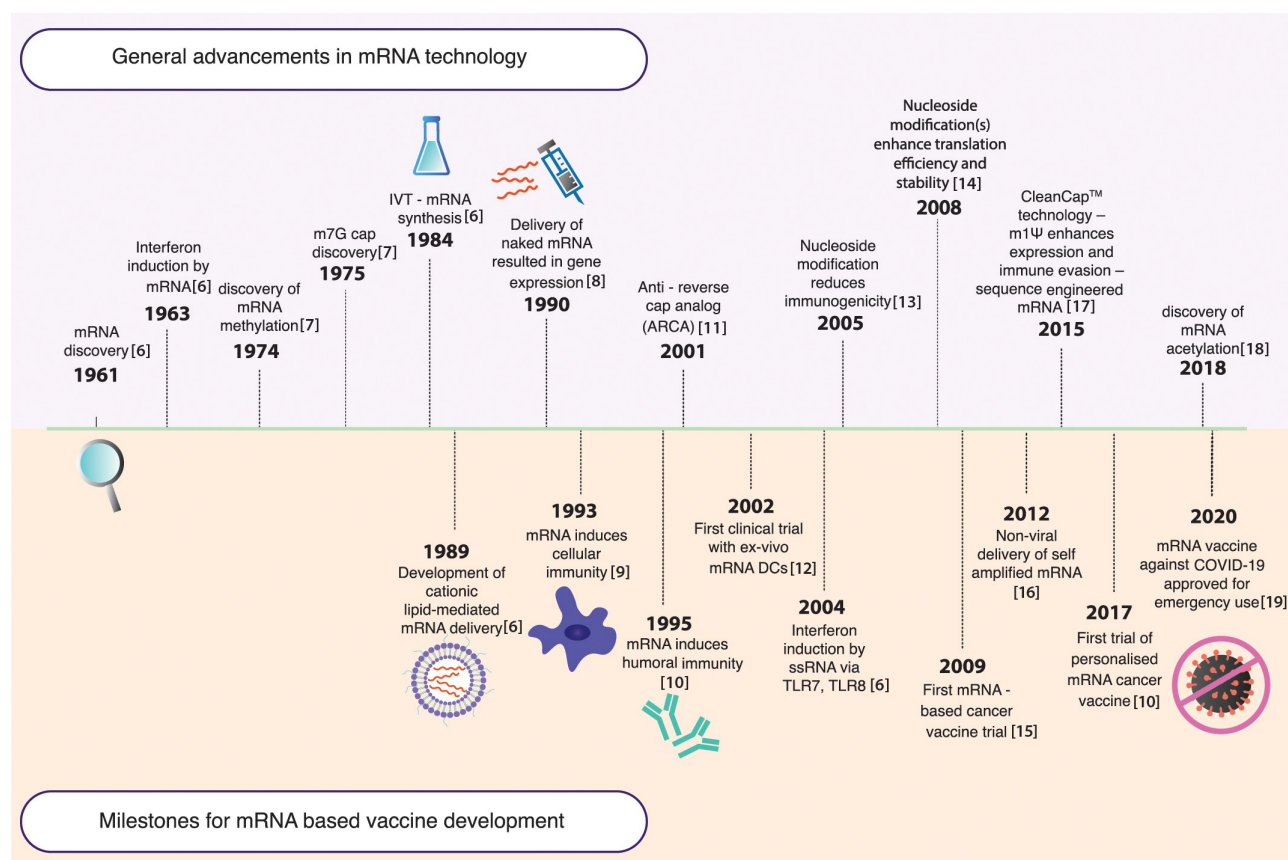 General advancements in mRNA technology
mRNA
discovery[6]
1961
Interferon
induction by
mRNA[6]
1963
discovery of
mRNA
methylation[7]
1974
m7G cap
discovery[7]
1975
IVT - mRNA
synthesis[6]
1984
Delivery of
naked mRNA
resulted in gene
expression[8]
1990
Anti - reverse
cap analog
(ARCA) [11]
2001
Nucleoside
modification
reduces
immunogenicity[13]
2005
Nucleoside
modification(s)
enhance translation
efficiency and
stability[14]
2008
CleanCap™
technology –
m1Ψ enhances
expression and
immune evasion –
sequence engineered
mRNA [17]
2015
discovery of
mRNA
acetylation[18]
2018
1989
Development of
cationic
lipid-mediated
mRNA delivery[6]
1993
mRNA induces
cellular
immunity[9]
1995
mRNA induces
humoral immunity
[10]
2002
First clinical trial
with ex-vivo
mRNA DCs[12]
2004
Interferon
induction by
ssRNA via
TLR7, TLR8 [6]
2009
First mRNA -
based cancer
vaccine trial [15]
2012
Non-viral
delivery of self
amplified mRNA
[16]
2017
First trial of
personalised
mRNA cancer
vaccine[10]
2020
mRNA vaccine
against COVID-19
approved for
emergency use[19]
Milestones for mRNA based vaccine development